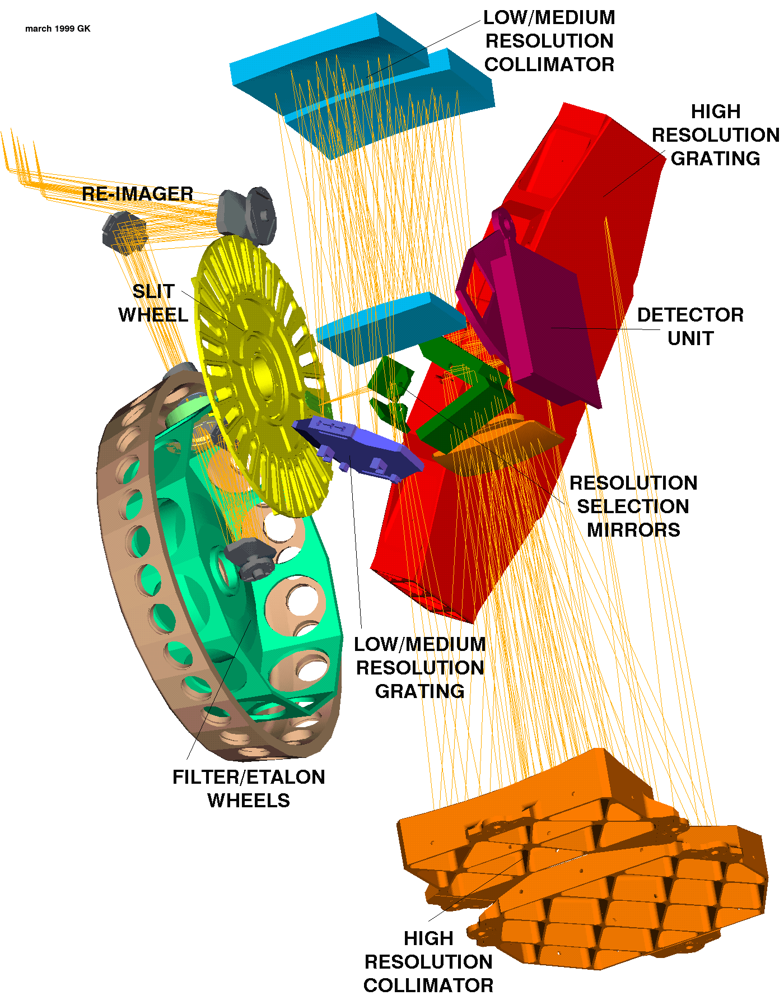 march 1999 GK
LOW/MEDIUM
RESOLUTION
COLLIMATOR
HIGH
RESOLUTION
GRATING
RE-IMAGER
SLIT
WHEEL
DETECTOR
UNIT
RESOLUTION
SELECTION
MIRRORS
LOW/MEDIUM
RESOLUTION
GRATING
FILTER/ETALON
WHEELS
HIGH
RESOLUTION
COLLIMATOR